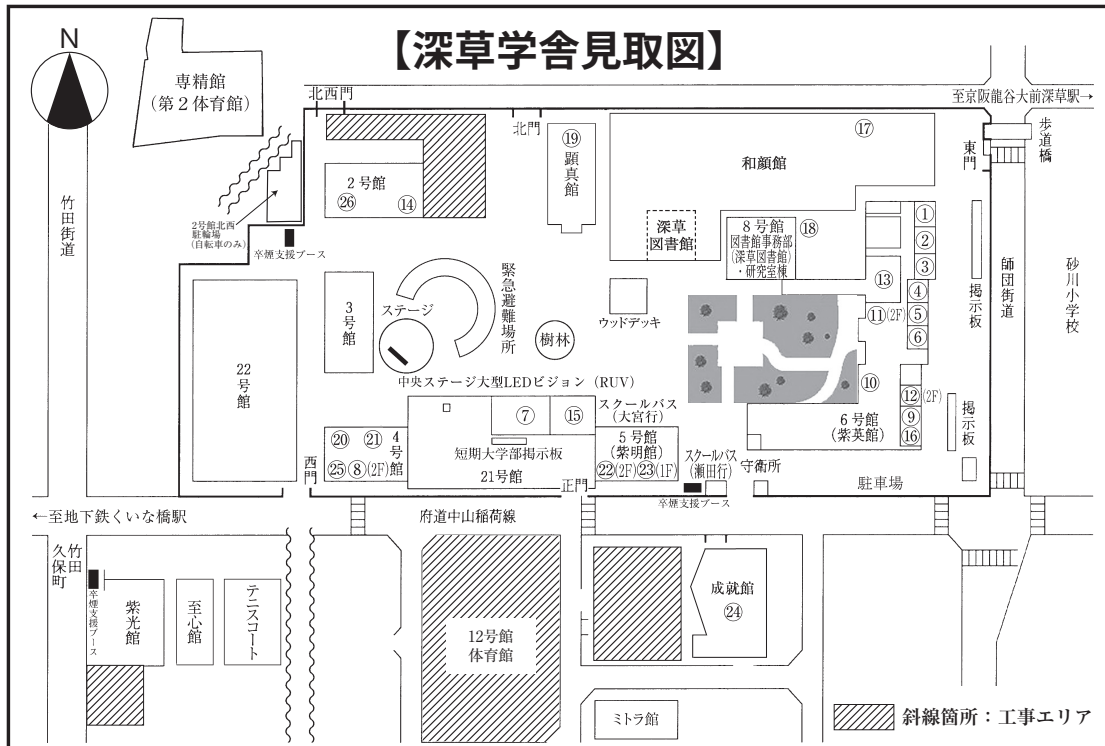 【深草学舎見取図】
N
専精館
(第2体育館)
北西門
北門
至京阪龍谷大前深草駅→
歩道橋
東門
竹田街道
2号館北西
駐輪場
(自転車のみ)
卒煙支援ブース
2号館
㉖
⑭
⑲
顕真館
⑰
和顔館
深草
図書館
8号館
図書館事務部
(深草図書館)
・研究室棟
⑱
①
②
③
④
⑤
⑥
⑬
⑪(2F)
⑩
⑫(2F)
⑨
⑯
掲示板
掲示板
師団街道
砂川小学校
22号館
3号館
ステージ
緊急避難場所
樹林
ウッドデッキ
中央ステージ大型LEDビジョン(RUV)
⑦
⑮
スクールバス
(大宮行)
短期大学部掲示板
21号館
⑳
㉑
㉕
⑧(2F)
4号館
5号館
(紫明館)
㉒(2F)㉓(1F)
スクールバス
(瀬田行)
守衛所
6号館
(紫英館)
駐車場
西門
正門
卒煙支援ブース
←至地下鉄くいな橋駅
府道中山稲荷線
竹田
久保町
卒煙支援ブース
紫光館
至心館
テニスコート
12号館
体育館
成就館
㉔
ミトラ館
斜線箇所:工事エリア